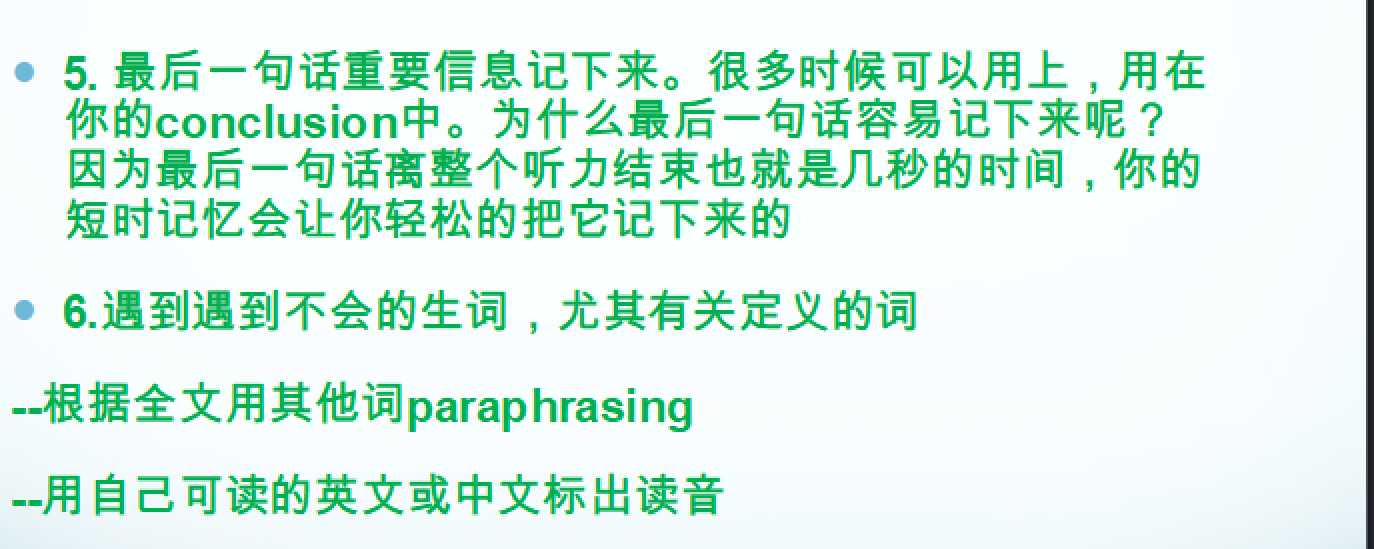 5. 最后一句话重要信息记下来。很多时候可以用上，用在
你的conclusion中。为什么最后一句话容易记下来呢？
因为最后一句话离整个听力结束也就是几秒的时间，你的
短时记忆会让你轻松的把它记下来的
6.遇到遇到不会的生词，尤其有关定义的词
--根据全文用其他词paraphrasing
--用自己可读的英文或中文标出读音